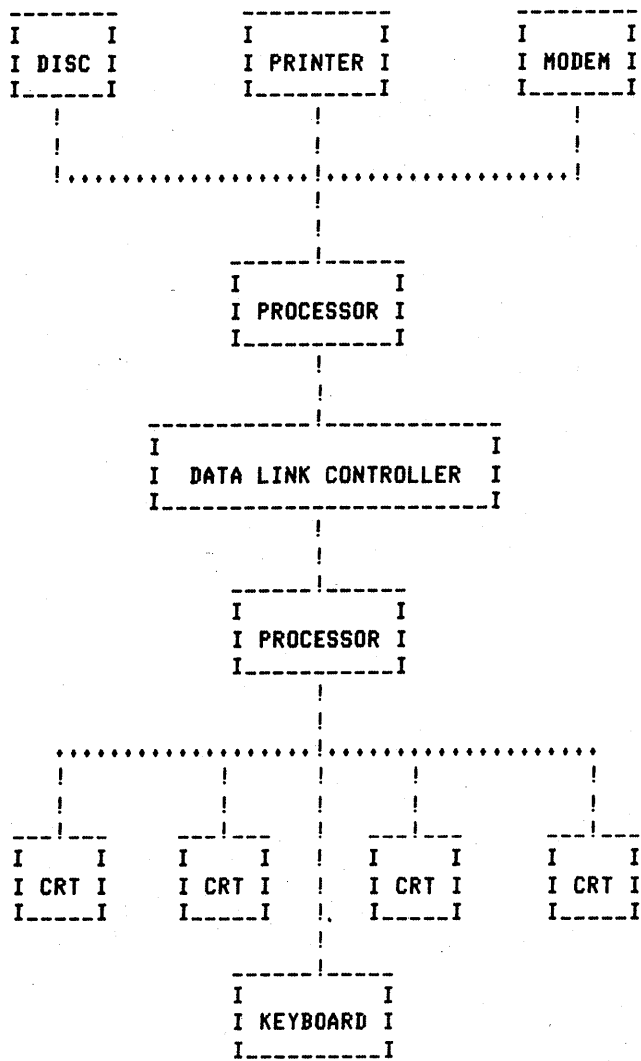 DISC PRINTER MODEM
PROCESSOR
DATA LINK CONTROLLER
PROCESSOR
CRT CRT CRT CRT
KEYBOARD